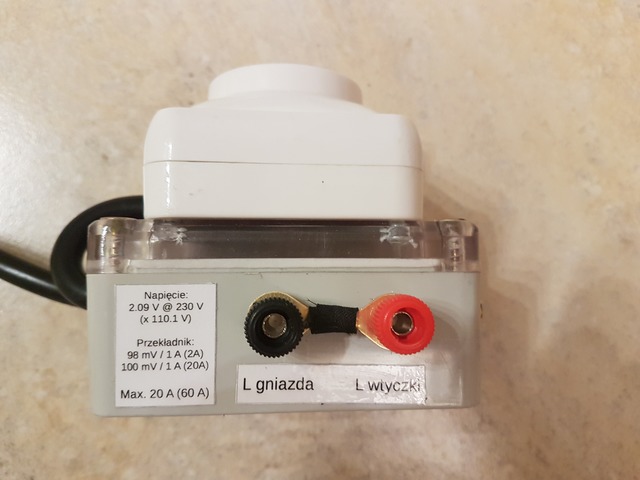 Napięcie:
2.09 V @ 230 V
(x 110.1 V)
Przekładnik:
98 mV / 1 A (2A)
100 mV / 1 A (20A)
Max. 20 A (60 A)
L gniazda L wtyczki